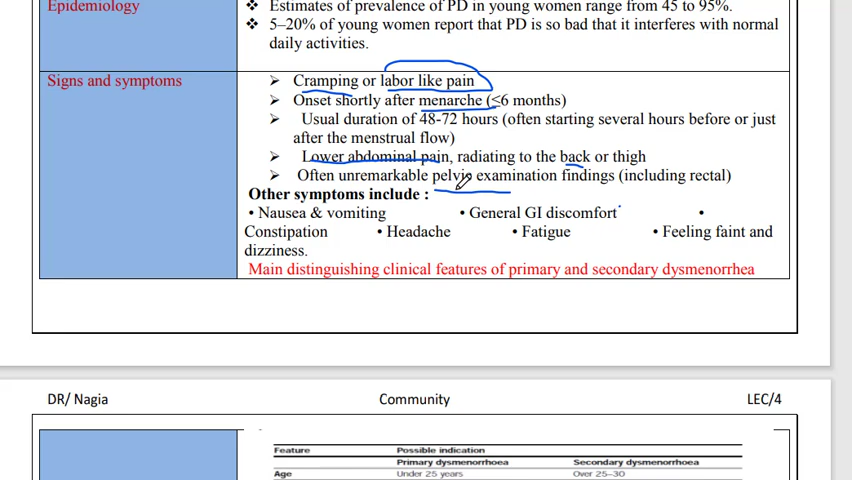 Epidemiology
❖ Estimates of prevalence of PD in young women range from 45 to 95%.
❖ 5–20% of young women report that PD is so bad that it interferes with normal
daily activities.
Signs and symptoms
➤ Cramping or labor like pain
➤ Onset shortly after menarche (≤6 months)
➤ Usual duration of 48-72 hours (often starting several hours before or just
after the menstrual flow)
➤ Lower abdominal pain, radiating to the back or thigh
➤ Often unremarkable pelvic examination findings (including rectal)
Other symptoms include :
• Nausea & vomiting • General GI discomfort •
Constipation • Headache • Fatigue • Feeling faint and
dizziness.
Main distinguishing clinical features of primary and secondary dysmenorrhea
DR/ Nagia Community LEC/4
Feature Possible indication
Primary dysmenorrhoea Secondary dysmenorrhoea
Age Under 25 years Over 25–30